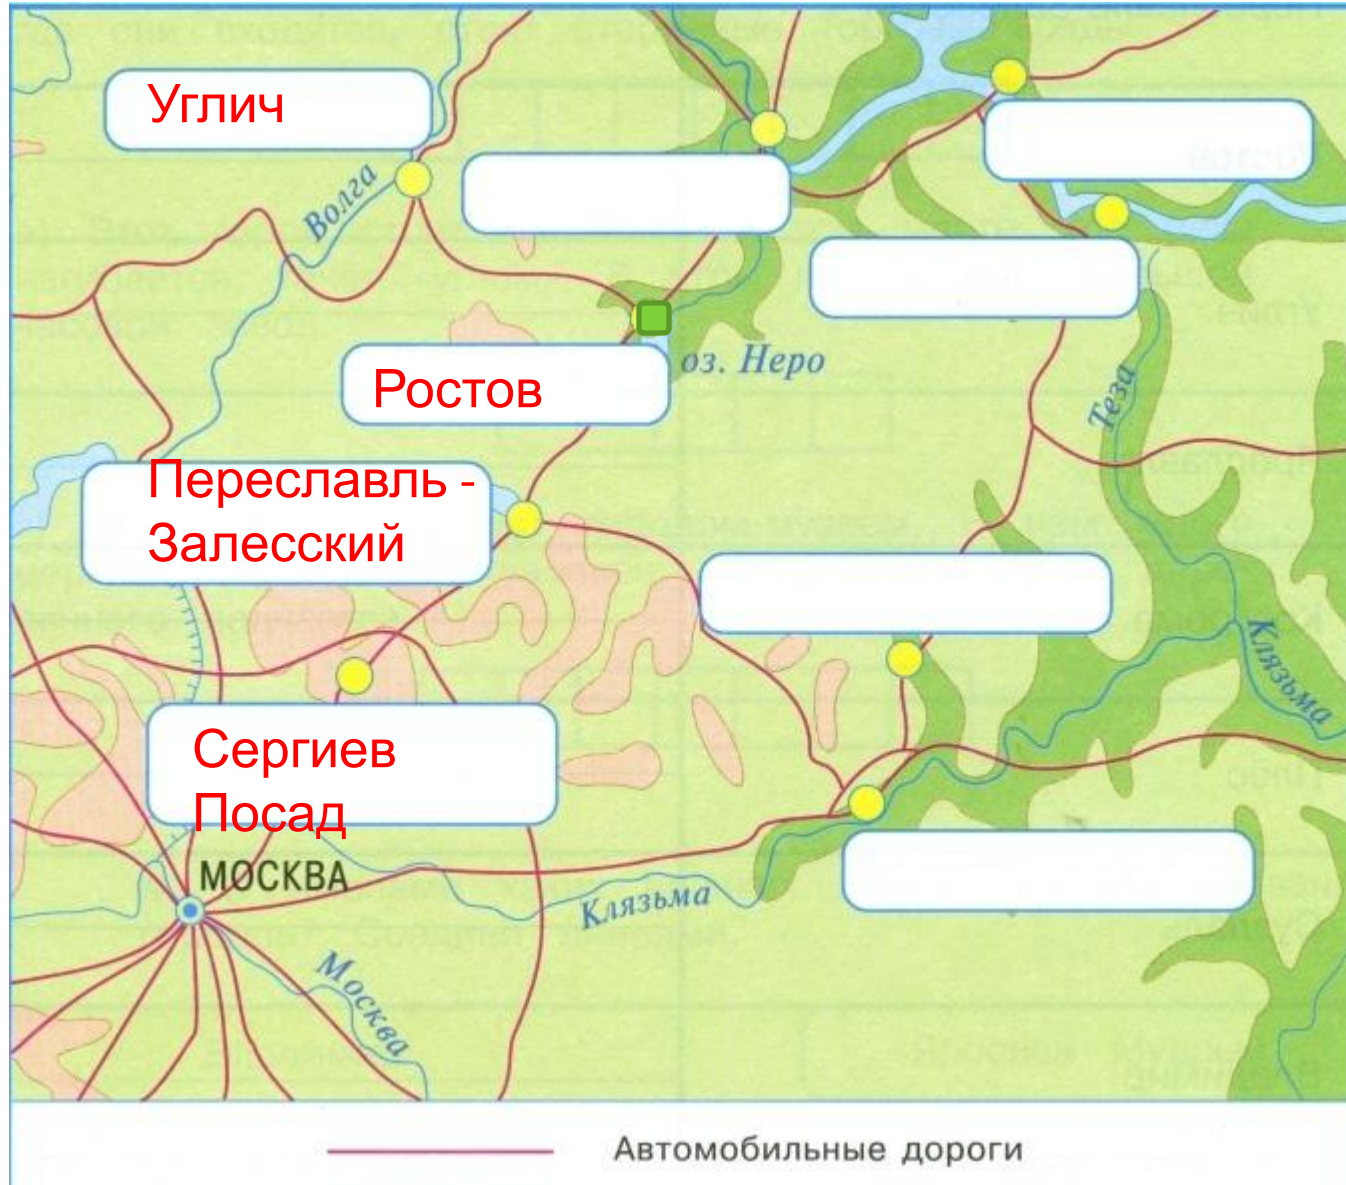 Углич
Волга
оз. Неро
Ростов
Теза
Переславль -
Залесский
Клязьма
Сергиев
Посад
МОСКВА
Клязьма
Москва
Автомобильные дороги